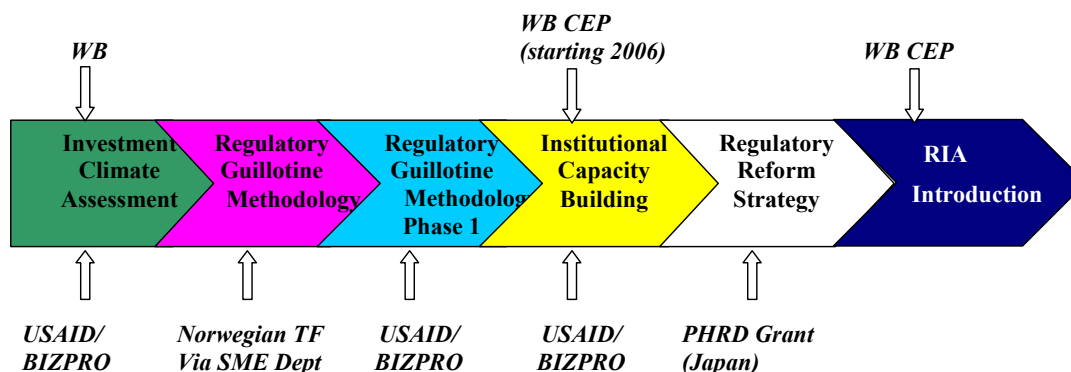 WB
WB CEP
(starting 2006)
WB CEP
Investment
Climate
Assessment
Regulatory
Guillotine
Methodology
Regulatory
Guillotine
Methodolog
Phase 1
Institutional
Capacity
Building
Regulatory
Reform
Strategy
RIA
Introduction
USAID/
BIZPRO
Norwegian TF
Via SME Dept
USAID/
BIZPRO
USAID/
BIZPRO
PHRD Grant
(Japan)